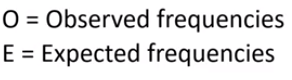 O = Observed frequencies
E = Expected frequencies